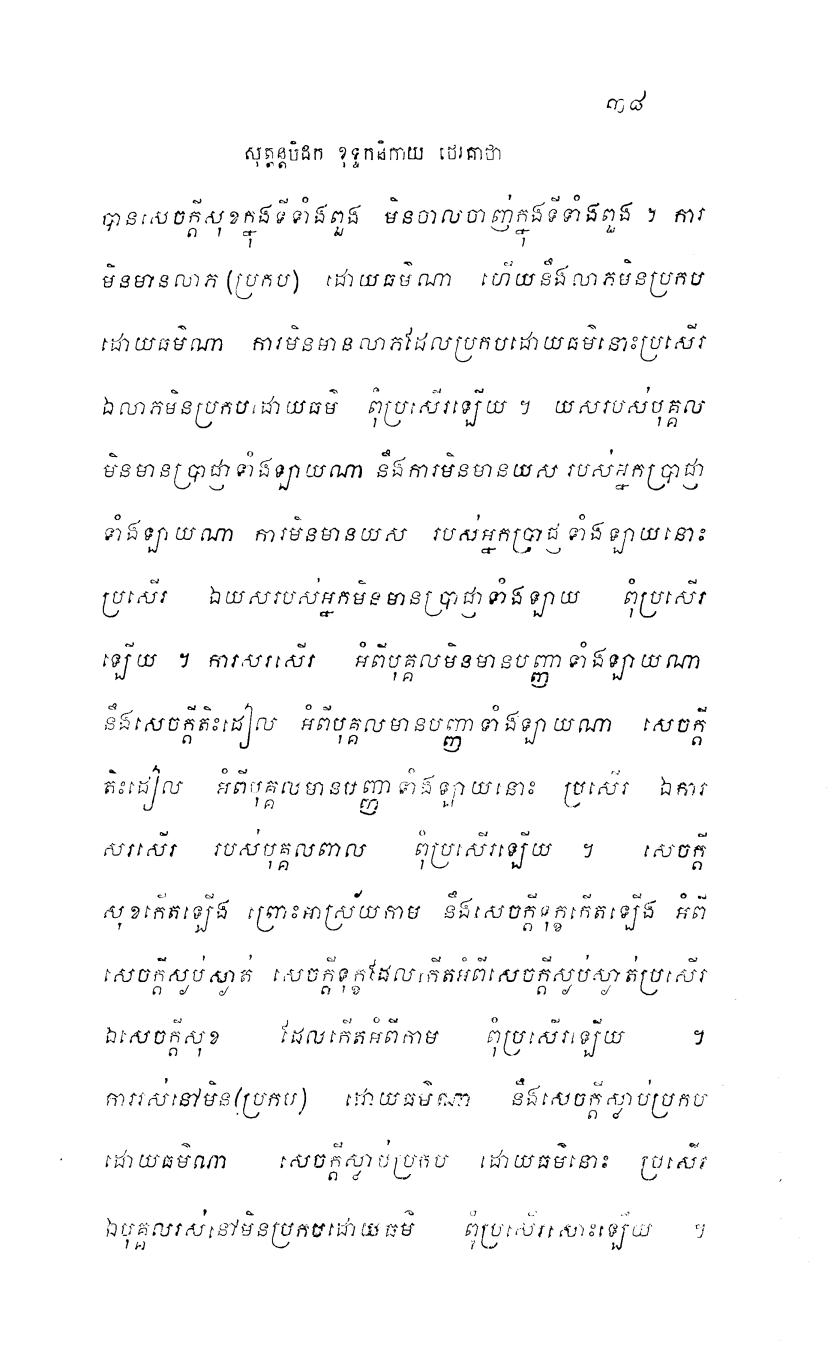 ៣៨
សុត្តន្តបិដក ខុទ្ទកនិកាយ ថេរគាថា
បានសេចក្តីសុខក្នុងទីទាំងពួង មិនចាលចាញ់ក្នុងទីទាំងពួង ។ ការ
មិនមានលាភ (ប្រកប) ដោយធម៌ណា ហើយនឹងលាភមិនប្រកប
ដោយធម៌ណា ការមិនមានលាភដែលប្រកបដោយធម៌នោះប្រសើរ
ឯលាភមិនប្រកបដោយធម៌ ពុំប្រសើរឡើយ ។ យសរបស់បុគ្គល
មិនមានប្រាជ្ញាទាំងឡាយណា នឹងការមិនមានយស របស់អ្នកប្រាជ្ញ
ទាំងឡាយណា ការមិនមានយស របស់អ្នកប្រាជ្ញទាំងឡាយនោះ
ប្រសើរ ឯយសរបស់អ្នកមិនមានប្រាជ្ញាទាំងឡាយ ពុំប្រសើរ
ឡើយ ។ ការសរសើរ អំពីបុគ្គលមិនមានបញ្ញាទាំងឡាយណា
នឹងសេចក្តីតិះដៀល អំពីបុគ្គលមានបញ្ញាទាំងឡាយណា សេចក្តី
តិះដៀល អំពីបុគ្គលមានបញ្ញាទាំងឡាយនោះ ប្រសើរ ឯការ
សរសើរ របស់បុគ្គលពាល ពុំប្រសើរឡើយ ។ សេចក្តី
សុខកើតឡើង ព្រោះអាស្រ័យកាម នឹងសេចក្តីទុក្ខកើតឡើង អំពី
សេចក្តីស្ងប់ស្ងាត់ សេចក្តីទុក្ខដែលកើតអំពីសេចក្តីស្ងប់ស្ងាត់ប្រសើរ
ឯសេចក្តីសុខ ដែលកើតអំពីកាម ពុំប្រសើរឡើយ ។
ការរស់នៅមិន(ប្រកប) ដោយធម៌ណា នឹងសេចក្តីស្លាប់ប្រកប
ដោយធម៌ណា សេចក្តីស្លាប់ប្រកប ដោយធម៌នោះ ប្រសើរ
ឯបុគ្គលរស់នៅមិនប្រកបដោយធម៌ ពុំប្រសើរសោះឡើយ ។